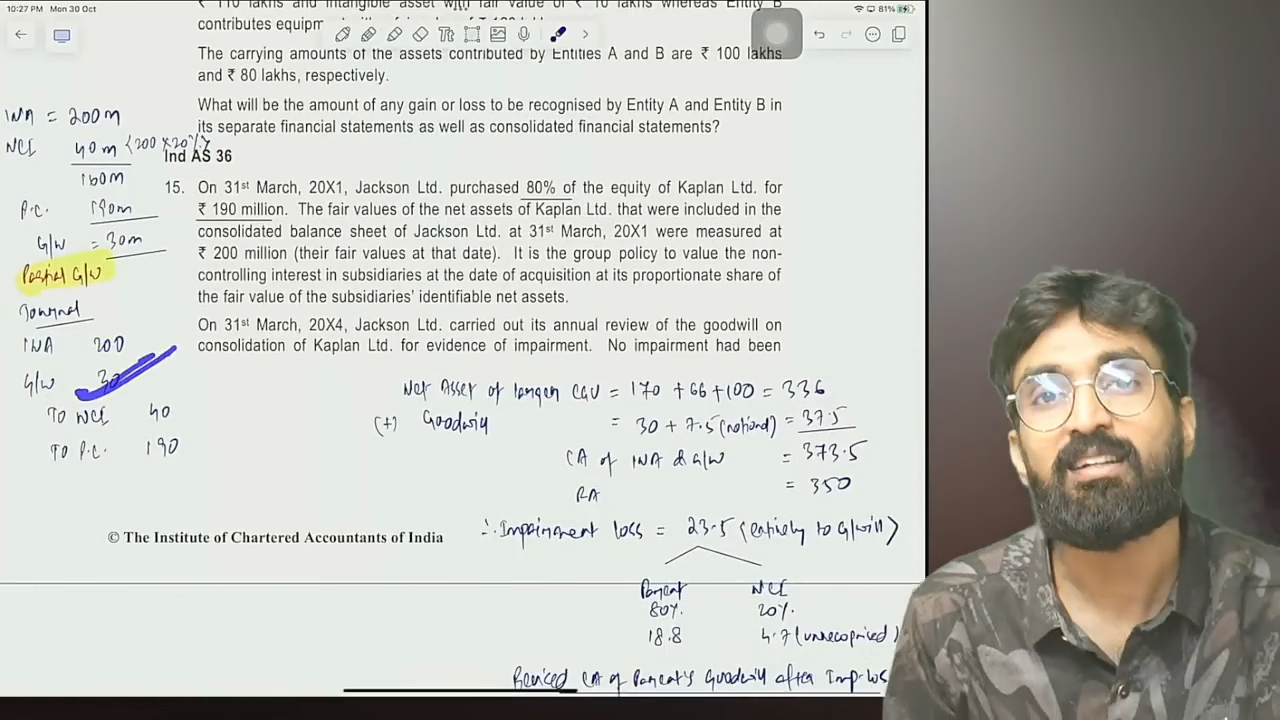 10:27 PM Mon 30 Oct
81%
₹ 110 lakhs and intangible asset with fair value of ₹ 10 lakhs whereas Entity B
contributes equipm
The carrying amounts of the assets contributed by Entities A and B are ₹ 100 lakhs
and ₹ 80 lakhs, respectively.
What will be the amount of any gain or loss to be recognised by Entity A and Entity B in
its separate financial statements as well as consolidated financial statements?
Ind AS 36
15. On 31st March, 20X1, Jackson Ltd. purchased 80% of the equity of Kaplan Ltd. for
₹ 190 million. The fair values of the net assets of Kaplan Ltd. that were included in the
consolidated balance sheet of Jackson Ltd. at 31st March, 20X1 were measured at
₹ 200 million (their fair values at that date). It is the group policy to value the non-
controlling interest in subsidiaries at the date of acquisition at its proportionate share of
the fair value of the subsidiaries' identifiable net assets.
On 31st March, 20X4, Jackson Ltd. carried out its annual review of the goodwill on
consolidation of Kaplan Ltd. for evidence of impairment. No impairment had been
INA = 200m
NCI 40m <200 × 20%>
160m
P.C. 190m
G/W = 30m
Partial G/W
Journal
INA 200
G/W 30
To NCI 40
To P.C. 190
Net Asset of larger CGU = 170 + 66 + 100 = 336
(+) Goodwill = 30 + 7.5 (notional) = 37.5
CA of INA & G/W = 373.5
RA = 350
∴ Impairment loss = 23.5 (entirely to G/will)
Parent NCI
80% 20%
18.8 4.7 (unrecognised)
Revised CA of Parent's Goodwill after Imp. Los
© The Institute of Chartered Accountants of India